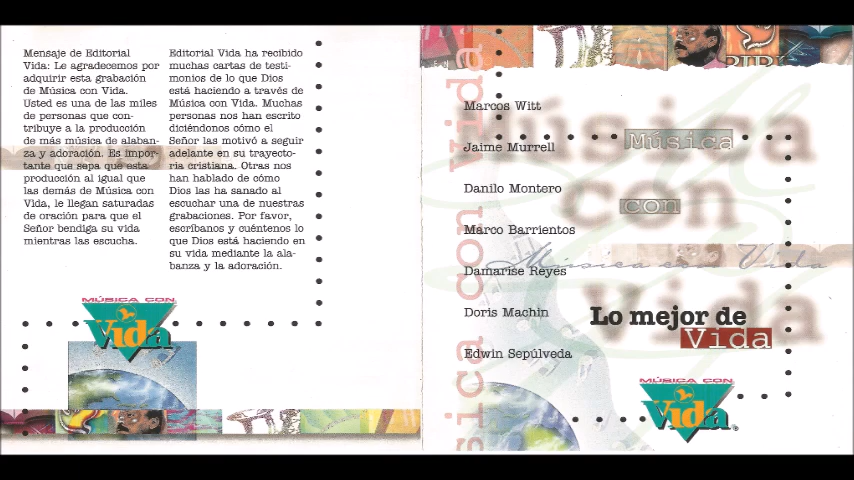 Mensaje de Editorial
Vida: Le agradecemos por
adquirir esta grabación
de Música con Vida.
Usted es una de las miles
de personas que con-
tribuye a la producción
de más música de alaban-
za y adoración. Es impor-
tante que sepa que esta
producción al igual que
las demás de Música con
Vida, le llegan saturadas
de oración para que el
Señor bendiga su vida
mientras las escucha.
Editorial Vida ha recibido
muchas cartas de testi-
monios de lo que Dios
está haciendo a través de
Música con Vida. Muchas
personas nos han escrito
diciéndonos cómo el
Señor las motivó a seguir
adelante en su trayecto-
ria cristiana. Otras nos
han hablado de cómo
Dios las ha sanado al
escuchar una de nuestras
grabaciones. Por favor,
escríbanos y cuéntenos lo
que Dios está haciendo en
su vida mediante la ala-
banza y la adoración.
MÚSICA CON
Vida
sica con Vida
Música con Vida
Marcos Witt
Jaime Murrell
Danilo Montero
Marco Barrientos
Damarise Reyes
Doris Machin
Edwin Sepúlveda
Música
con
Vida
Música
con
Música con Vida
Lo mejor de
Vida
MÚSICA CON
Vida®